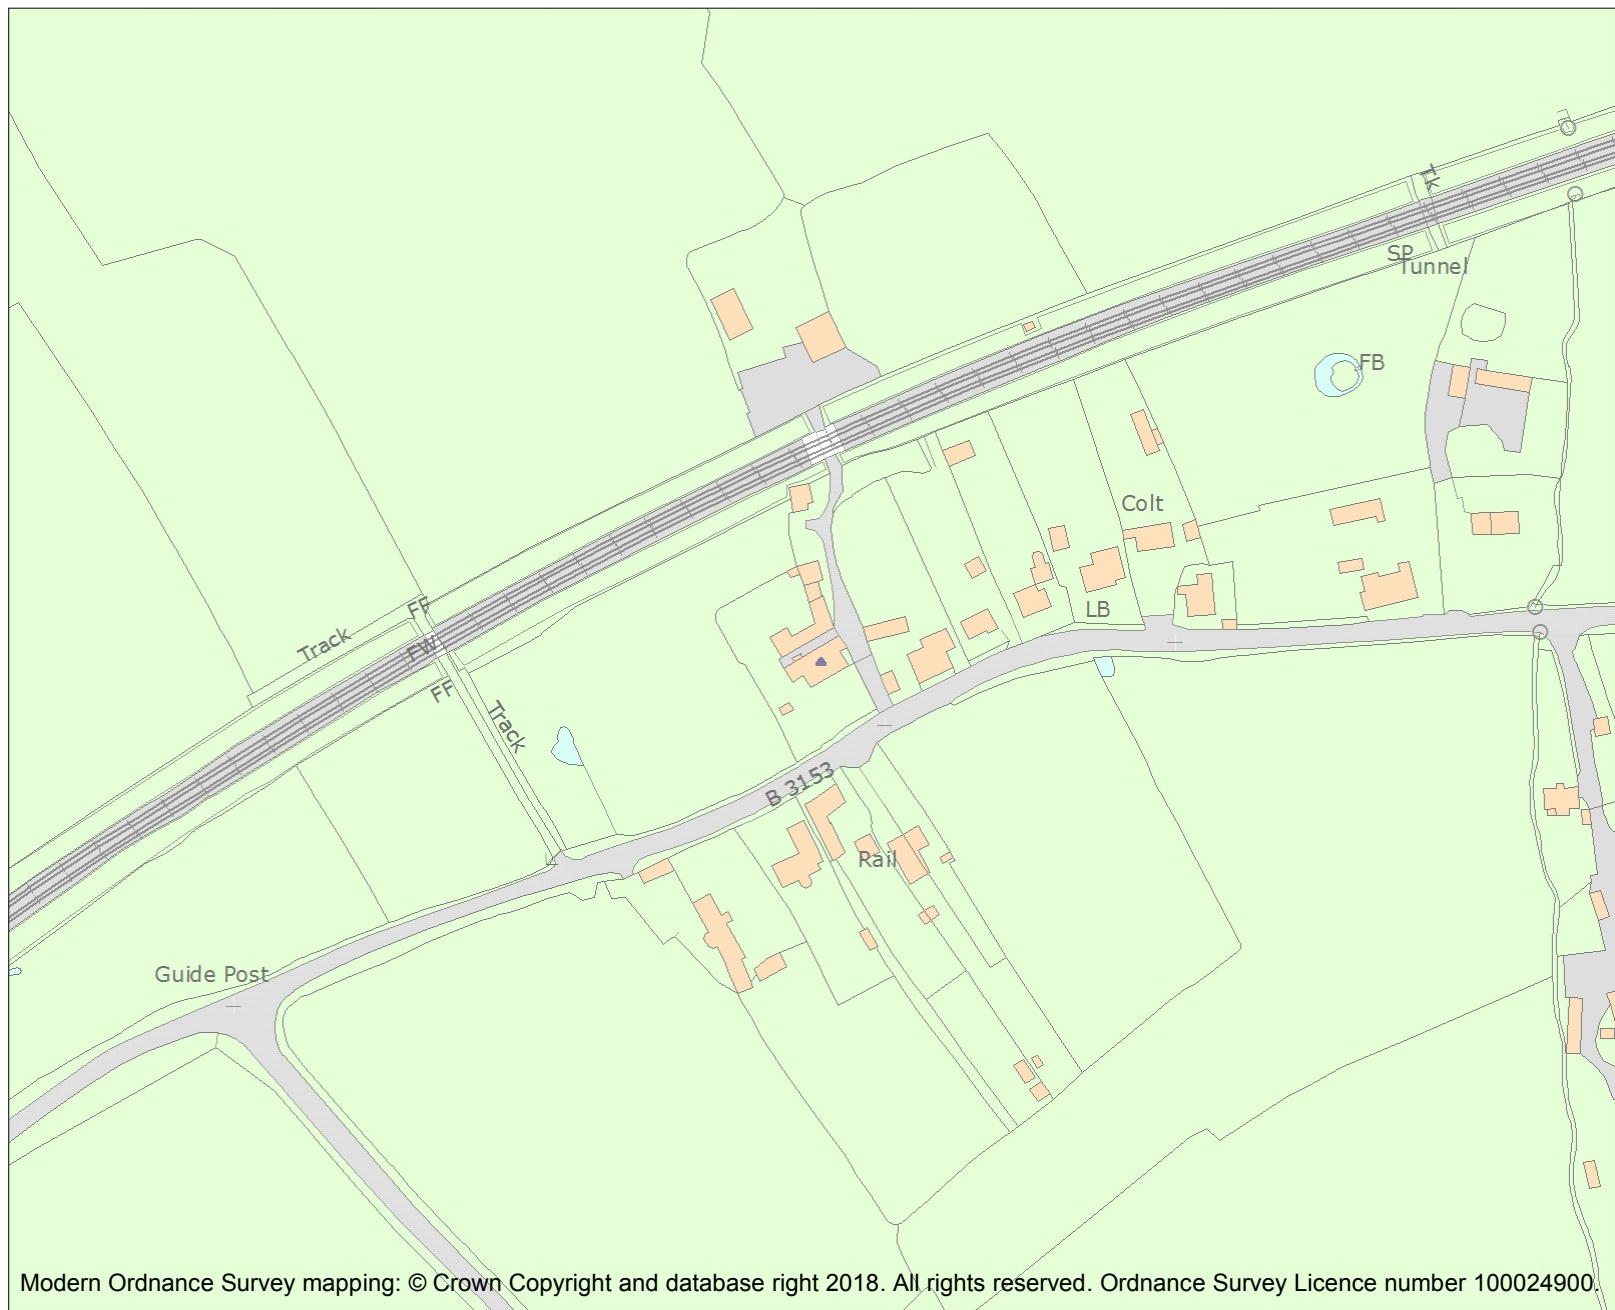 Tk
SP
Tunnel
FB
Colt
FF
LB
Track
FW
FF
Track
B 3153
Rail
Guide Post
Modern Ordnance Survey mapping: © Crown Copyright and database right 2018. All rights reserved. Ordnance Survey Licence number 100024900.